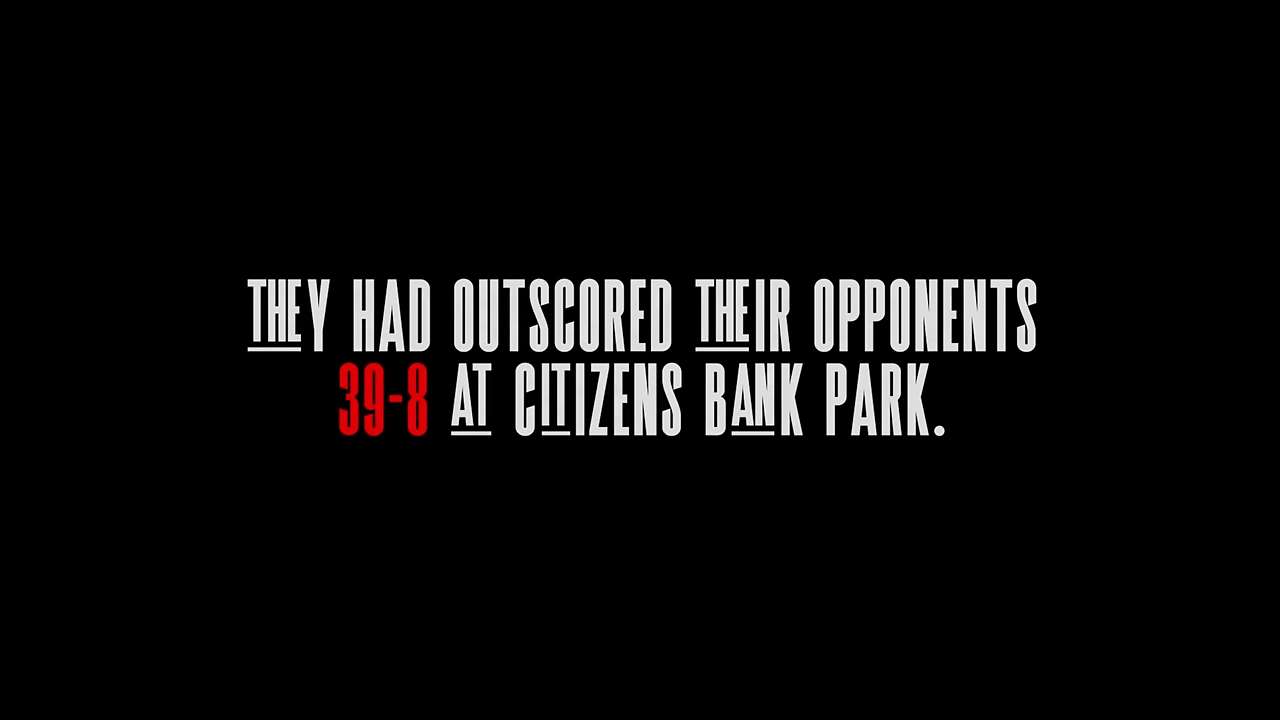 THEY HAD OUTSCORED THEIR OPPONENTS
39-8 AT CITIZENS BANK PARK.